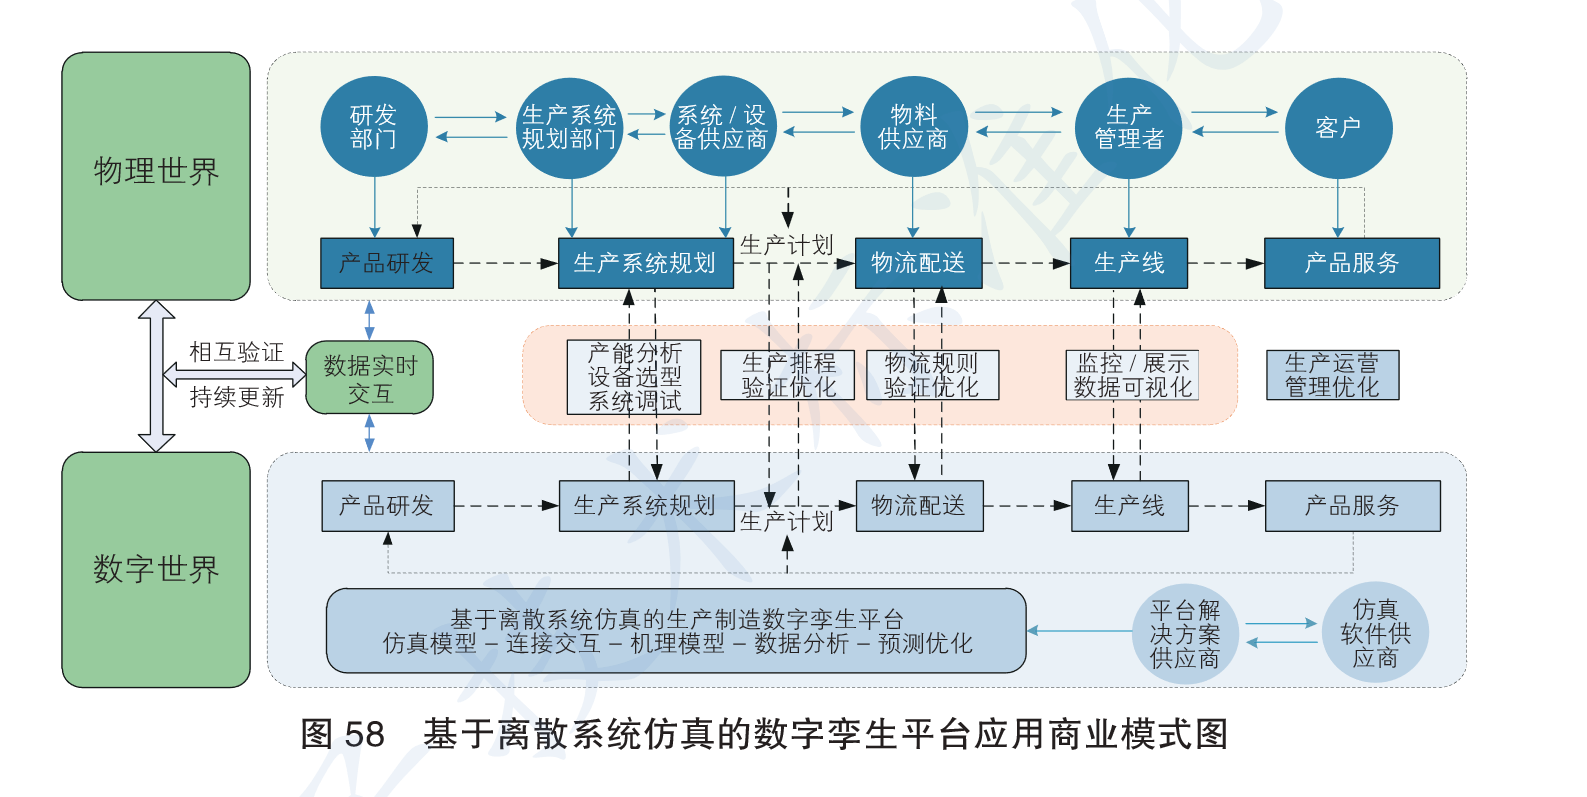 物理世界
研发
部门
生产系统
规划部门
系统 / 设
备供应商
物料
供应商
生产
管理者
客户
产品研发
生产系统规划
生产计划
物流配送
生产线
产品服务
相互验证
持续更新
数据实时
交互
产能分析
设备选型
系统调试
生产排程
验证优化
物流规则
验证优化
监控 / 展示
数据可视化
生产运营
管理优化
数字世界
产品研发
生产系统规划
生产计划
物流配送
生产线
产品服务
基于离散系统仿真的生产制造数字孪生平台
仿真模型 – 连接交互 – 机理模型 – 数据分析 – 预测优化
平台解
决方案
供应商
仿真
软件供
应商
图 58 基于离散系统仿真的数字孪生平台应用商业模式图